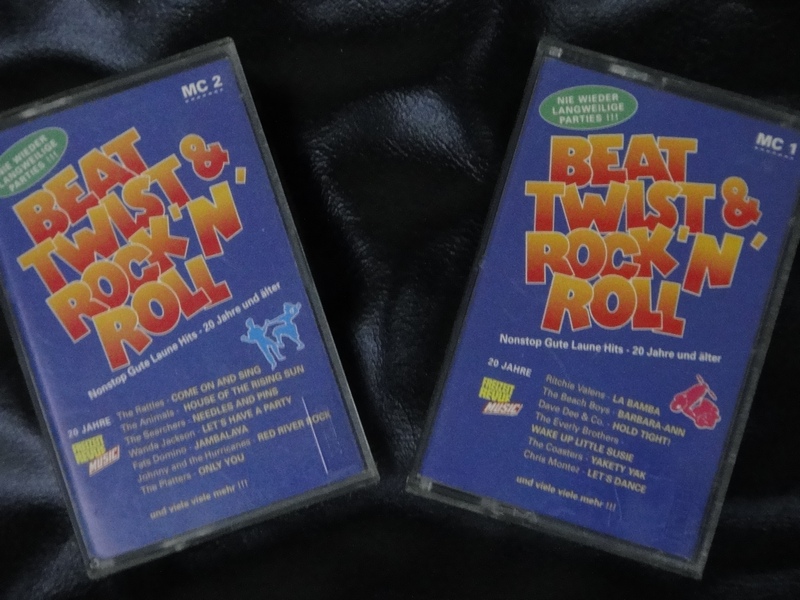 MC 2
NIE WIEDER
LANGWEILIGE
PARTIES !!!
BEAT
TWIST &
ROCK 'N'
ROLL
Nonstop Gute Laune Hits - 20 Jahre und älter
20 JAHRE
FREIZEIT
REVUE
MUSIC!
The Rattles - COME ON AND SING
The Animals - HOUSE OF THE RISING SUN
The Searchers - NEEDLES AND PINS
Wanda Jackson - LET'S HAVE A PARTY
Fats Domino - JAMBALAYA
Johnny and the Hurricanes - RED RIVER ROCK
The Platters - ONLY YOU
und viele viele mehr !!!
NIE WIEDER
LANGWEILIGE
PARTIES !!!
MC 1
BEAT
TWIST &
ROCK 'N'
ROLL
Nonstop Gute Laune Hits - 20 Jahre und älter
20 JAHRE
FREIZEIT
REVUE
MUSIC!
Ritchie Valens - LA BAMBA
The Beach Boys - BARBARA-ANN
Dave Dee & Co. - HOLD TIGHT!
The Everly Brothers -
WAKE UP LITTLE SUSIE
The Coasters - YAKETY YAK
Chris Montez - LET'S DANCE
und viele viele mehr !!!